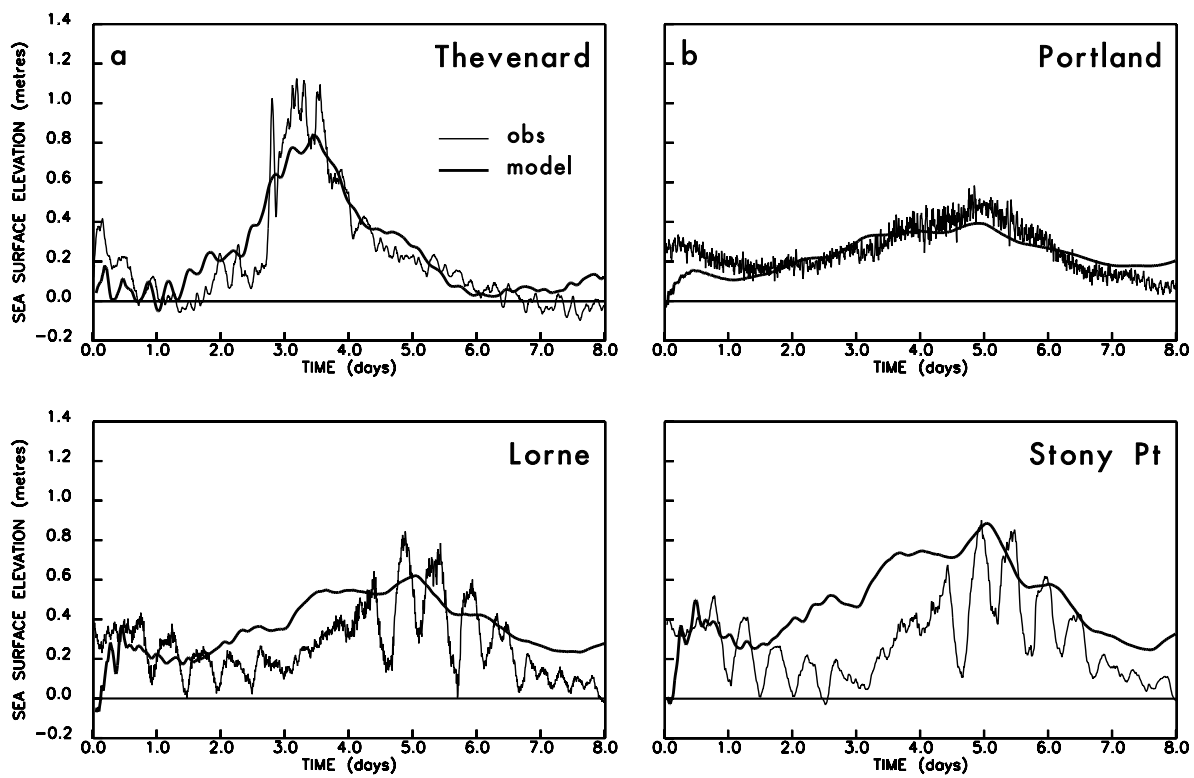 a Thevenard
obs
model
SEA SURFACE ELEVATION (metres)
1.4
1.2
1.0
0.8
0.6
0.4
0.2
0.0
−0.2
0.0 1.0 2.0 3.0 4.0 5.0 6.0 7.0 8.0
TIME (days)
b Portland
0.0 1.0 2.0 3.0 4.0 5.0 6.0 7.0 8.0
TIME (days)
Lorne
SEA SURFACE ELEVATION (metres)
1.4
1.2
1.0
0.8
0.6
0.4
0.2
0.0
−0.2
0.0 1.0 2.0 3.0 4.0 5.0 6.0 7.0 8.0
TIME (days)
Stony Pt
0.0 1.0 2.0 3.0 4.0 5.0 6.0 7.0 8.0
TIME (days)